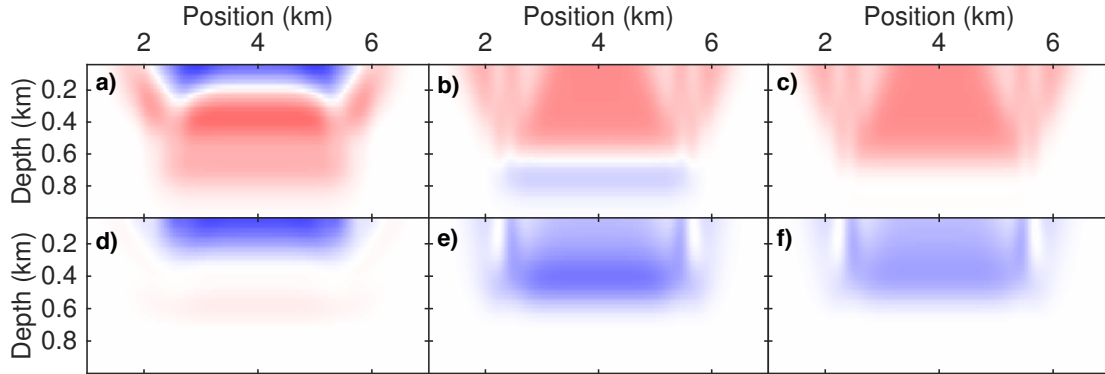 Position (km) Position (km) Position (km)
2 4 6 2 4 6 2 4 6
Depth (km)
0.2
0.4
0.6
0.8
a) b) c)
Depth (km)
0.2
0.4
0.6
0.8
d) e) f)